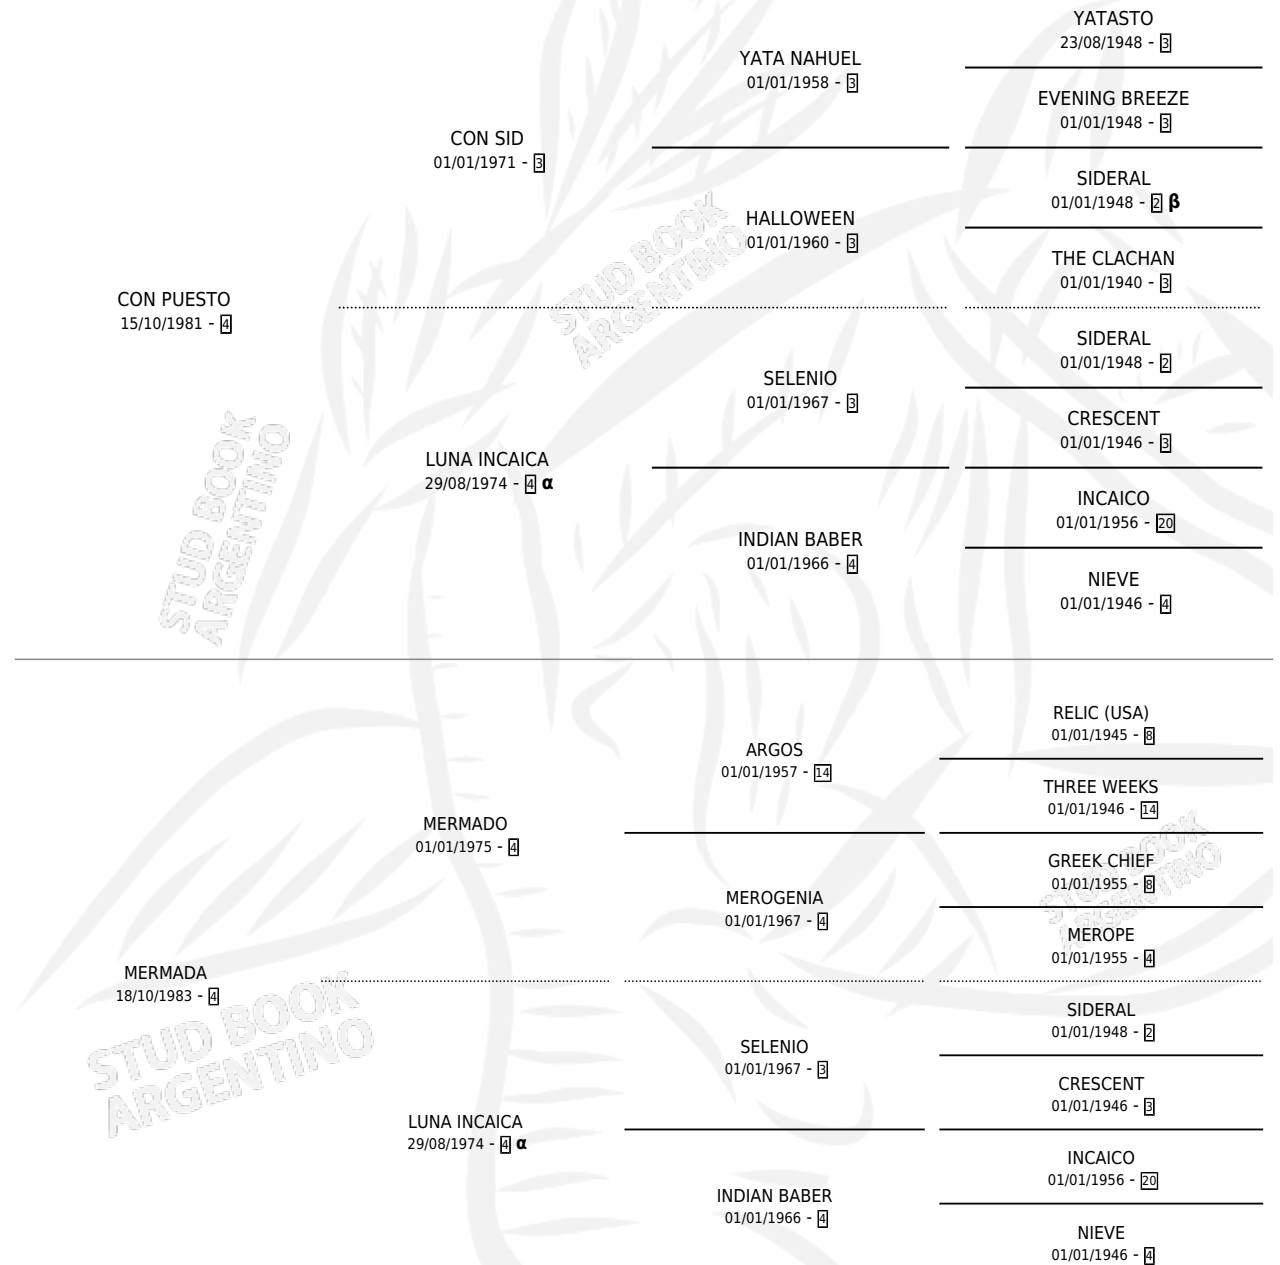 YATASTO
23/08/1948 - 3
YATA NAHUEL
01/01/1958 - 3
EVENING BREEZE
01/01/1948 - 3
CON SID
01/01/1971 - 3
SIDERAL
01/01/1948 - 2 β
HALLOWEEN
01/01/1960 - 3
THE CLACHAN
01/01/1940 - 3
CON PUESTO
15/10/1981 - 4
SIDERAL
01/01/1948 - 2
SELENIO
01/01/1967 - 3
CRESCENT
01/01/1946 - 3
LUNA INCAICA
29/08/1974 - 4 α
INCAICO
01/01/1956 - 20
INDIAN BABER
01/01/1966 - 4
NIEVE
01/01/1946 - 4
STUD BOOK
ARGENTINO
STUD BOOK
ARGENTINO
RELIC (USA)
01/01/1945 - 8
ARGOS
01/01/1957 - 14
THREE WEEKS
01/01/1946 - 14
MERMADO
01/01/1975 - 4
GREEK CHIEF
01/01/1955 - 8
MEROGENIA
01/01/1967 - 4
MEROPE
01/01/1955 - 4
MERMADA
18/10/1983 - 4
SIDERAL
01/01/1948 - 2
SELENIO
01/01/1967 - 3
CRESCENT
01/01/1946 - 3
LUNA INCAICA
29/08/1974 - 4 α
INCAICO
01/01/1956 - 20
INDIAN BABER
01/01/1966 - 4
NIEVE
01/01/1946 - 4
STUD BOOK
ARGENTINO
STUD BOOK
ARGENTINO